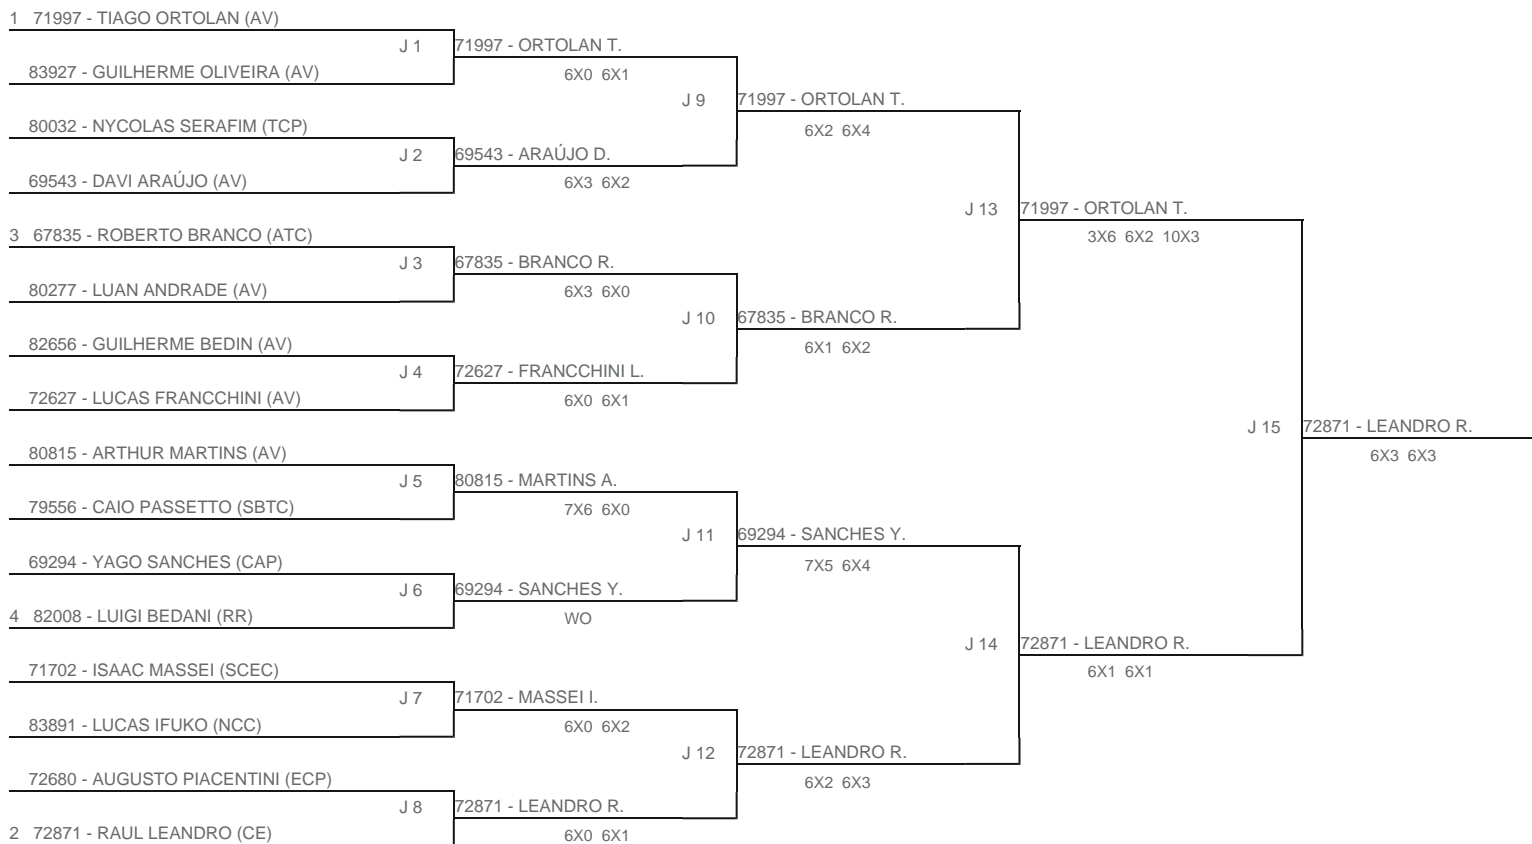 1 71997 - TIAGO ORTOLAN (AV)
J 1
71997 - ORTOLAN T.
83927 - GUILHERME OLIVEIRA (AV)
6X0 6X1
J 9
71997 - ORTOLAN T.
80032 - NYCOLAS SERAFIM (TCP)
6X2 6X4
J 2
69543 - ARAÚJO D.
69543 - DAVI ARAÚJO (AV)
6X3 6X2
J 13
71997 - ORTOLAN T.
3 67835 - ROBERTO BRANCO (ATC)
3X6 6X2 10X3
J 3
67835 - BRANCO R.
80277 - LUAN ANDRADE (AV)
6X3 6X0
J 10
67835 - BRANCO R.
82656 - GUILHERME BEDIN (AV)
6X1 6X2
J 4
72627 - FRANCCHINI L.
72627 - LUCAS FRANCCHINI (AV)
6X0 6X1
J 15
72871 - LEANDRO R.
80815 - ARTHUR MARTINS (AV)
6X3 6X3
J 5
80815 - MARTINS A.
79556 - CAIO PASSETTO (SBTC)
7X6 6X0
J 11
69294 - SANCHES Y.
69294 - YAGO SANCHES (CAP)
7X5 6X4
J 6
69294 - SANCHES Y.
4 82008 - LUIGI BEDANI (RR)
WO
J 14
72871 - LEANDRO R.
71702 - ISAAC MASSEI (SCEC)
6X1 6X1
J 7
71702 - MASSEI I.
83891 - LUCAS IFUKO (NCC)
6X0 6X2
J 12
72871 - LEANDRO R.
72680 - AUGUSTO PIACENTINI (ECP)
6X2 6X3
J 8
72871 - LEANDRO R.
2 72871 - RAUL LEANDRO (CE)
6X0 6X1